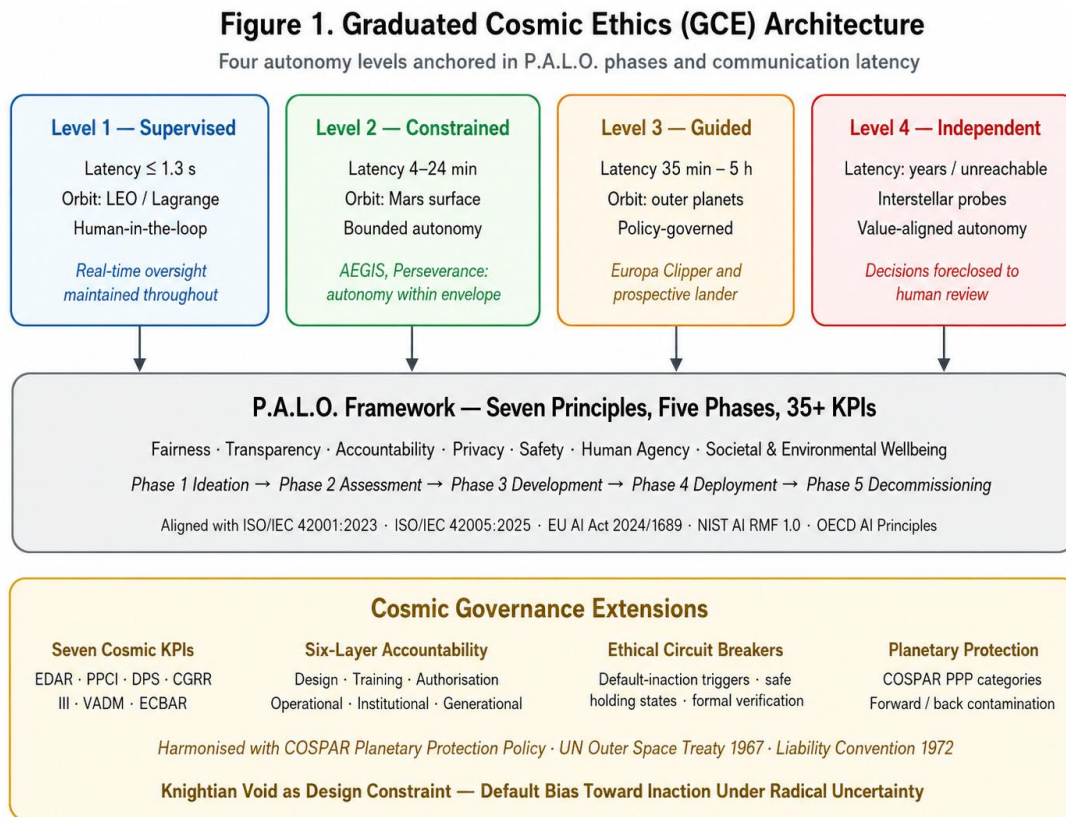 Figure 1. Graduated Cosmic Ethics (GCE) Architecture
Four autonomy levels anchored in P.A.L.O. phases and communication latency
Level 1 — Supervised
Latency ≤ 1.3 s
Orbit: LEO / Lagrange
Human-in-the-loop
Real-time oversight
maintained throughout
Level 2 — Constrained
Latency 4–24 min
Orbit: Mars surface
Bounded autonomy
AEGIS, Perseverance:
autonomy within envelope
Level 3 — Guided
Latency 35 min – 5 h
Orbit: outer planets
Policy-governed
Europa Clipper and
prospective lander
Level 4 — Independent
Latency: years / unreachable
Interstellar probes
Value-aligned autonomy
Decisions foreclosed to
human review
P.A.L.O. Framework — Seven Principles, Five Phases, 35+ KPIs
Fairness · Transparency · Accountability · Privacy · Safety · Human Agency · Societal & Environmental Wellbeing
Phase 1 Ideation → Phase 2 Assessment → Phase 3 Development → Phase 4 Deployment → Phase 5 Decommissioning
Aligned with ISO/IEC 42001:2023 · ISO/IEC 42005:2025 · EU AI Act 2024/1689 · NIST AI RMF 1.0 · OECD AI Principles
Cosmic Governance Extensions
Seven Cosmic KPIs
EDAR · PPCI · DPS · CGRR
III · VADM · ECBAR
Six-Layer Accountability
Design · Training · Authorisation
Operational · Institutional · Generational
Ethical Circuit Breakers
Default-inaction triggers · safe
holding states · formal verification
Planetary Protection
COSPAR PPP categories
Forward / back contamination
Harmonised with COSPAR Planetary Protection Policy · UN Outer Space Treaty 1967 · Liability Convention 1972
Knightian Void as Design Constraint — Default Bias Toward Inaction Under Radical Uncertainty